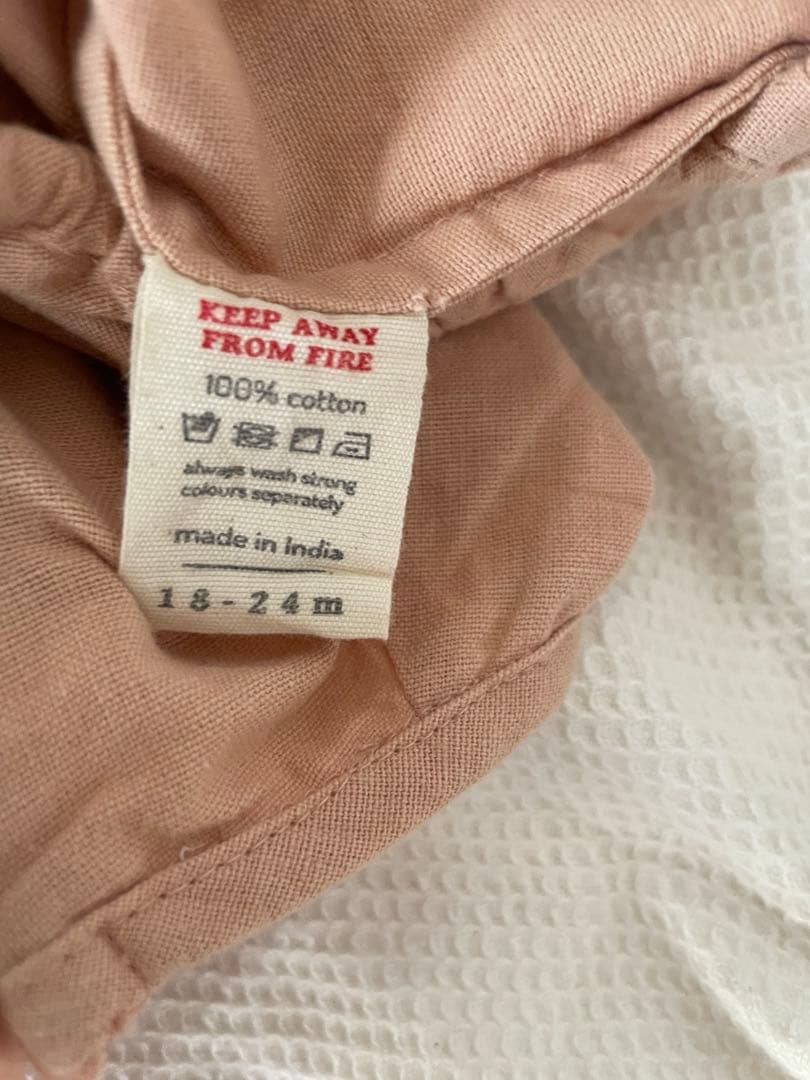 KEEP AWAY
FROM FIRE
100% cotton
always wash strong
colours separately
made in India
18-24m